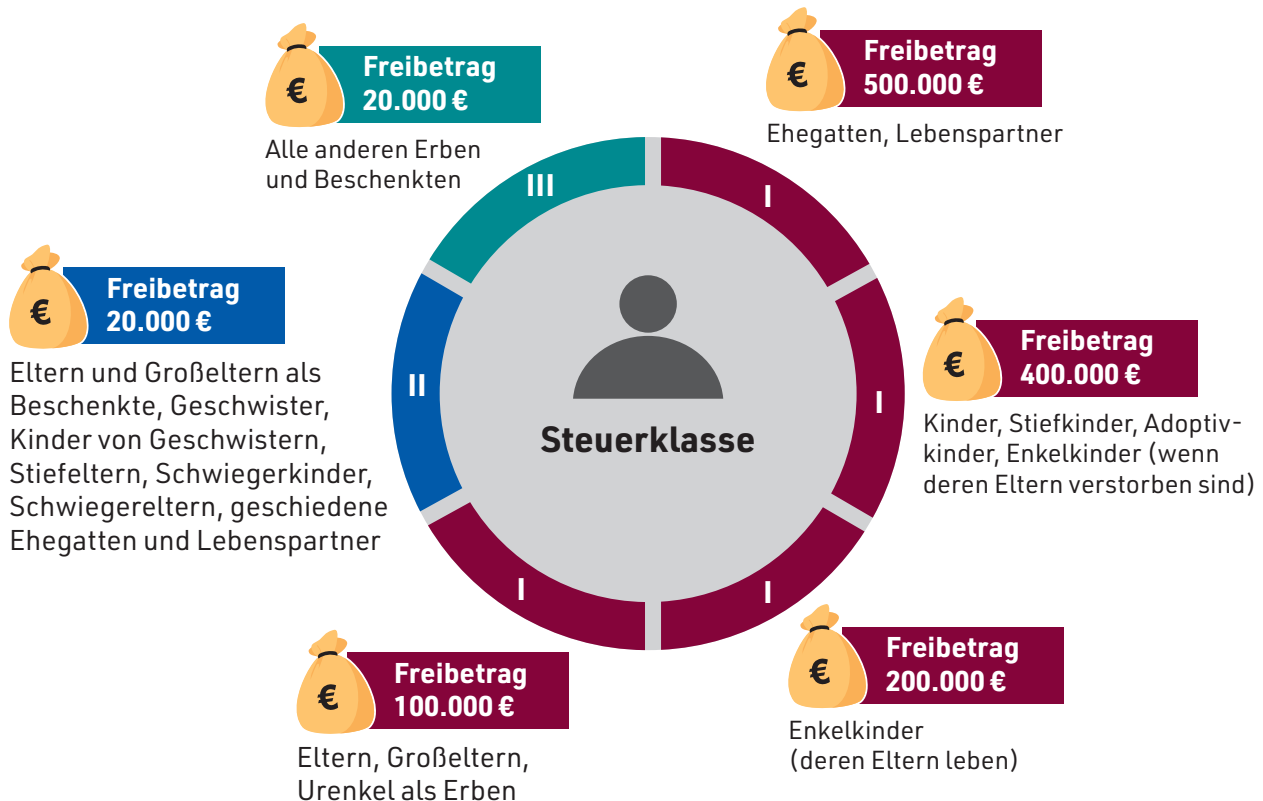 €
Freibetrag
20.000 €
Alle anderen Erben
und Beschenkten
€
Freibetrag
500.000 €
Ehegatten, Lebenspartner
€
Freibetrag
400.000 €
Kinder, Stiefkinder, Adoptiv-
kinder, Enkelkinder (wenn
deren Eltern verstorben sind)
€
Freibetrag
200.000 €
Enkelkinder
(deren Eltern leben)
€
Freibetrag
100.000 €
Eltern, Großeltern,
Urenkel als Erben
€
Freibetrag
20.000 €
Eltern und Großeltern als
Beschenkte, Geschwister,
Kinder von Geschwistern,
Stiefeltern, Schwiegerkinder,
Schwiegereltern, geschiedene
Ehegatten und Lebenspartner
III
I
I
I
I
II
Steuerklasse